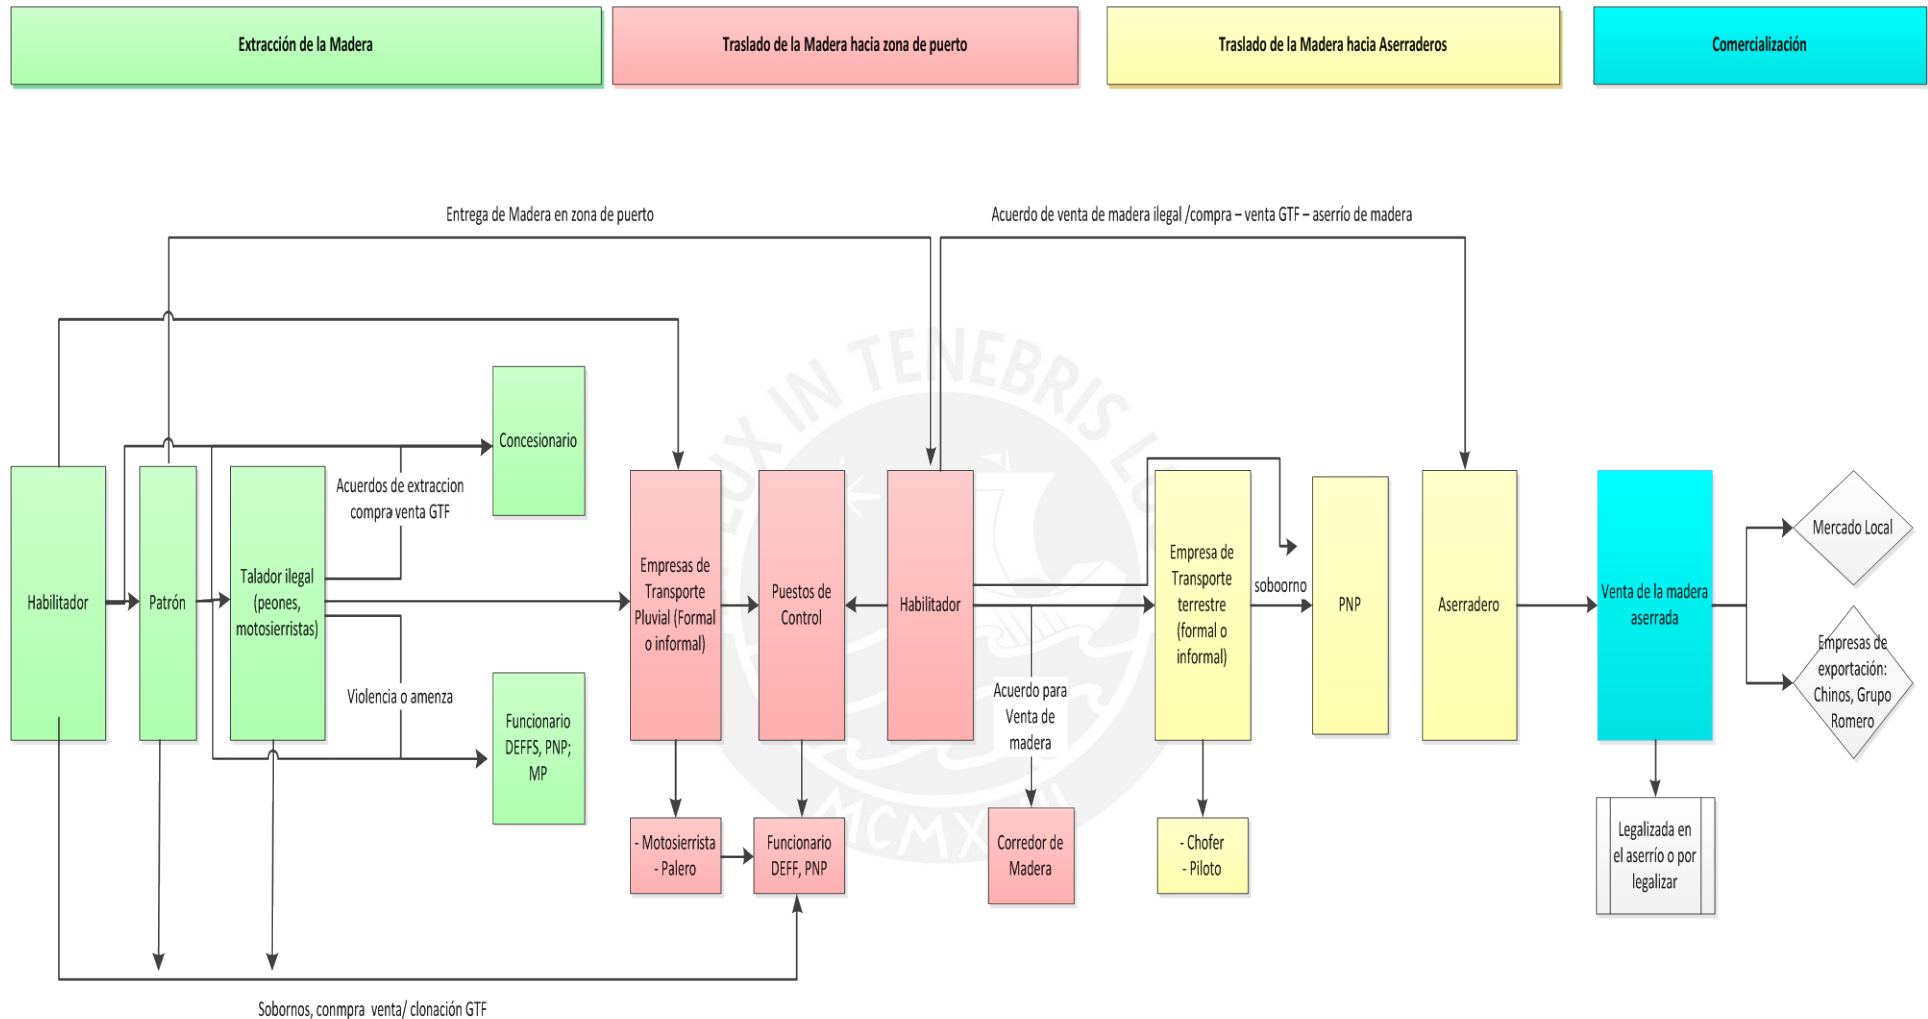 Extracción de la Madera
Traslado de la Madera hacia zona de puerto
Traslado de la Madera hacia Aserraderos
Comercialización
Entrega de Madera en zona de puerto
Acuerdo de venta de madera ilegal /compra – venta GTF – aserrío de madera
Concesionario
Acuerdos de extraccion
compra venta GTF
Habilitador
Patrón
Talador ilegal
(peones,
motosierristas)
Violencia o amenza
Funcionario
DEFFS, PNP;
MP
Empresas de
Transporte
Pluvial (Formal
o informal)
Puestos de
Control
Habilitador
Acuerdo para
Venta de
madera
Empresa de
Transporte
terrestre
(formal o
informal)
soboorno
PNP
Aserradero
Venta de la madera
aserrada
Mercado Local
Empresas de
exportación:
Chinos, Grupo
Romero
- Motosierrista
- Palero
Funcionario
DEFF, PNP
Corredor de
Madera
- Chofer
- Piloto
Legalizada en
el aserrío o por
legalizar
Sobornos, conmpra venta/ clonación GTF
LUX IN TENEBRIS